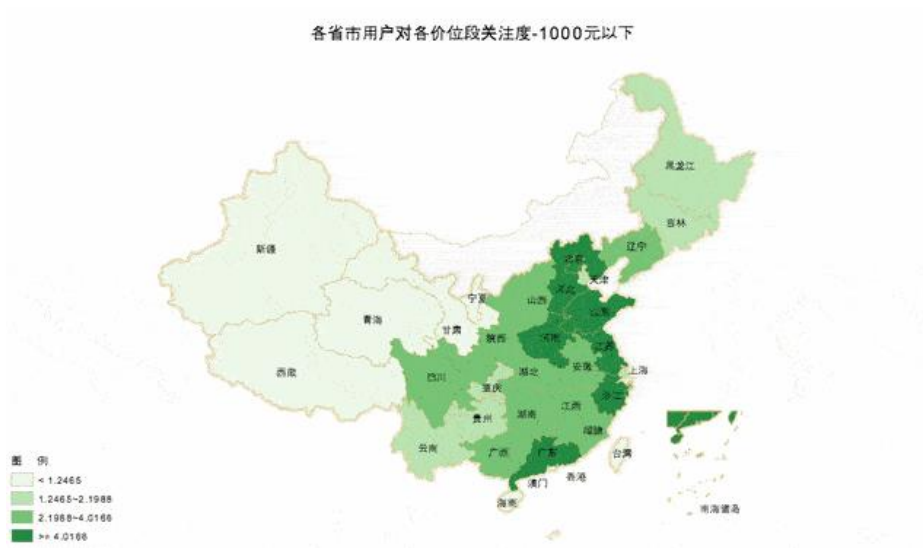 各省市用户对各价位段关注度-1000元以下
黑龙江
吉林
辽宁
新疆
北京
天津
河北
宁夏
山西
山东
青海
甘肃
陕西
河南
江苏
西藏
四川
湖北
安徽
上海
重庆
浙江
贵州
湖南
江西
云南
福建
广西
广东
台湾
香港
澳门
海南
南海诸岛
图 例
< 1.2465
1.2465~2.1988
2.1988~4.0166
>= 4.0166